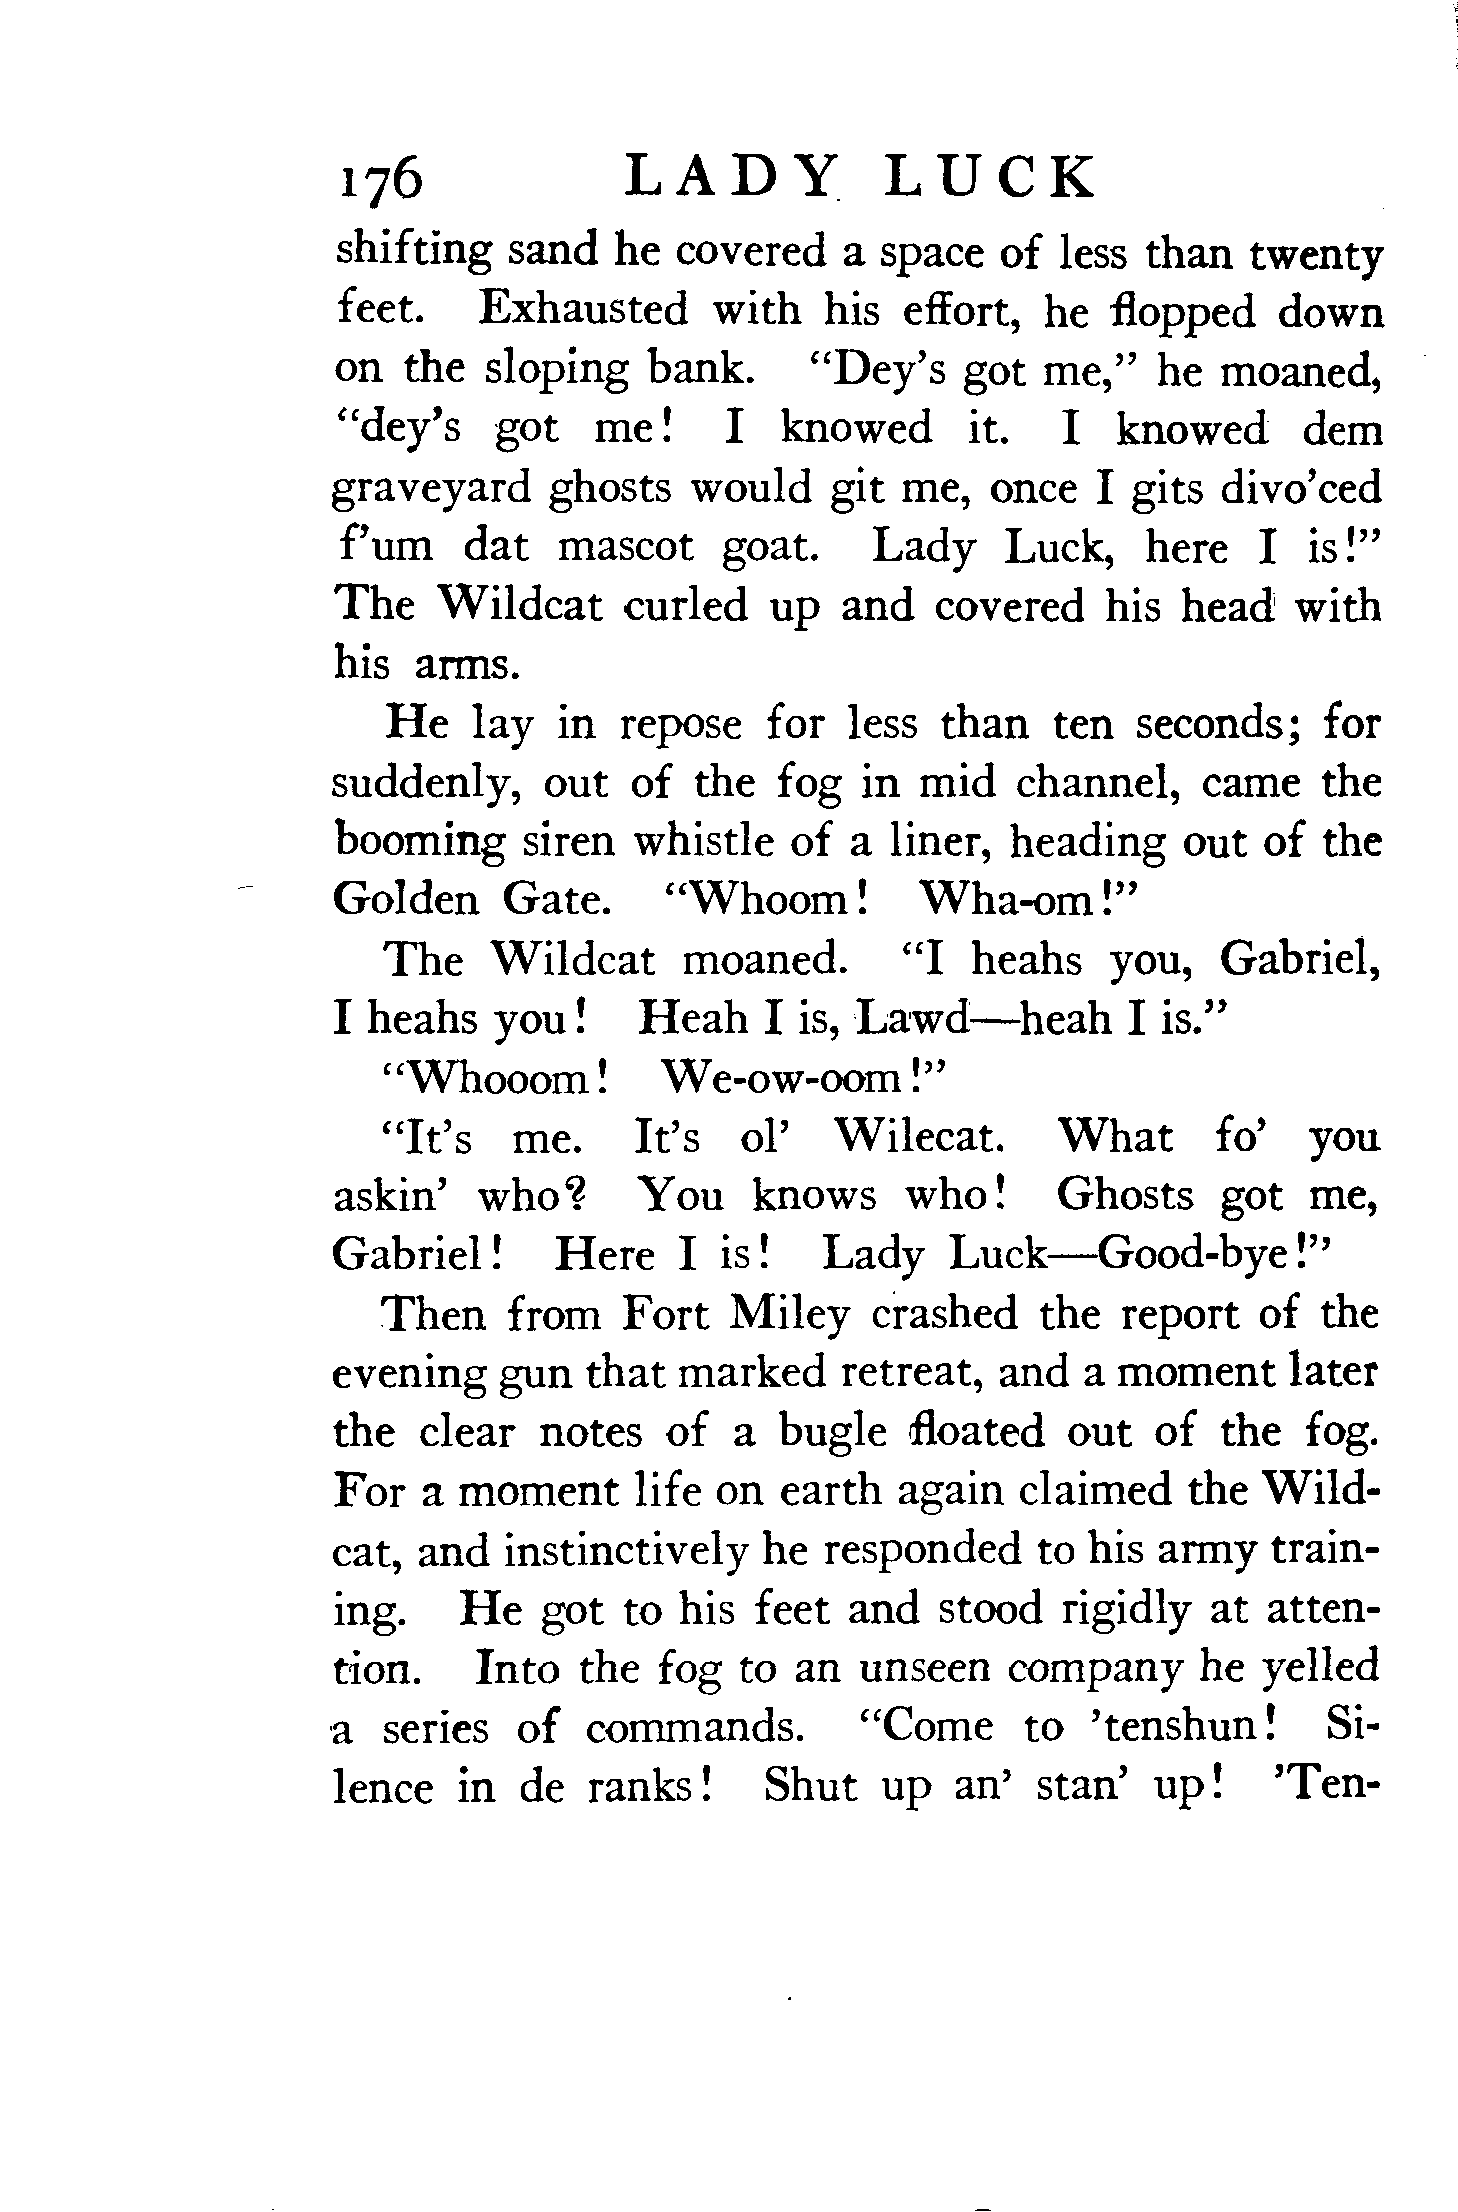 176 LADY LUCK
shifting sand he covered a space of less than twenty
feet. Exhausted with his effort, he flopped down
on the sloping bank. "Dey's got me," he moaned,
"dey's got me! I knowed it. I knowed dem
graveyard ghosts would git me, once I gits divo'ced
f'um dat mascot goat. Lady Luck, here I is!"
The Wildcat curled up and covered his head with
his arms.
He lay in repose for less than ten seconds; for
suddenly, out of the fog in mid channel, came the
booming siren whistle of a liner, heading out of the
Golden Gate. "Whoom! Wha-om!"
The Wildcat moaned. "I heahs you, Gabriel,
I heahs you! Heah I is, Lawd—heah I is."
"Whooom! We-ow-oom!"
"It's me. It's ol' Wilecat. What fo' you
askin' who? You knows who! Ghosts got me,
Gabriel! Here I is! Lady Luck—Good-bye!"
Then from Fort Miley crashed the report of the
evening gun that marked retreat, and a moment later
the clear notes of a bugle floated out of the fog.
For a moment life on earth again claimed the Wild-
cat, and instinctively he responded to his army train-
ing. He got to his feet and stood rigidly at atten-
tion. Into the fog to an unseen company he yelled
a series of commands. "Come to 'tenshun! Si-
lence in de ranks! Shut up an' stan' up! 'Ten-